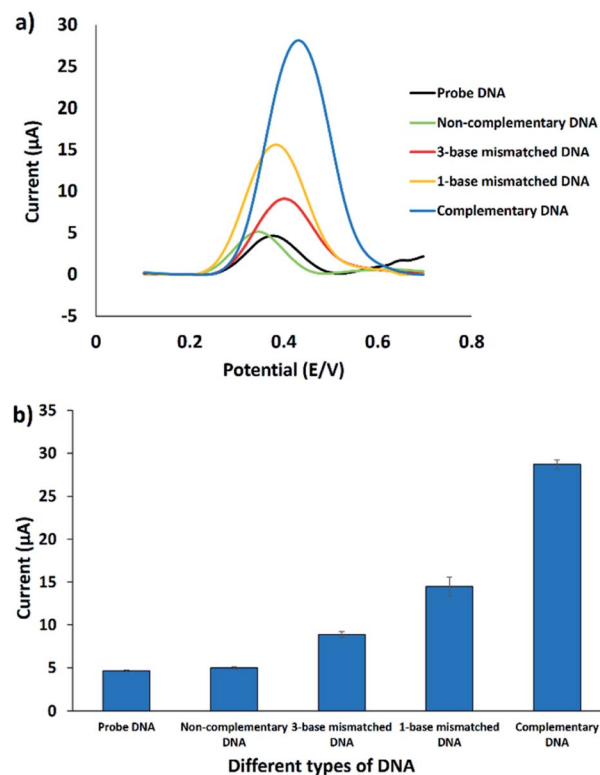 a)
30
25
20
15
10
5
0
-5
Current (µA)
0
0.2
0.4
0.6
0.8
Potential (E/V)
Probe DNA
Non-complementary DNA
3-base mismatched DNA
1-base mismatched DNA
Complementary DNA
b)
35
30
25
20
15
10
5
0
Current (µA)
Probe DNA
Non-complementary
DNA
3-base mismatched
DNA
1-base mismatched
DNA
Complementary
DNA
Different types of DNA